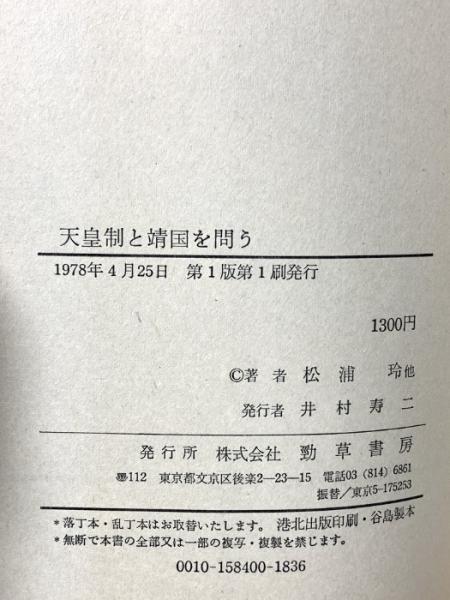 天皇制と靖国を問う
1978年4月25日 第1版第1刷発行
1300円
©著者 松浦 玲他
発行者 井村寿二
発行所 株式会社 勁草書房
〠112 東京都文京区後楽2-23-15 電話03 (814) 6861
振替/東京5-175253
*落丁本・乱丁本はお取替いたします。 港北出版印刷・谷島製本
*無断で本書の全部又は一部の複写・複製を禁じます。
0010-158400-1836